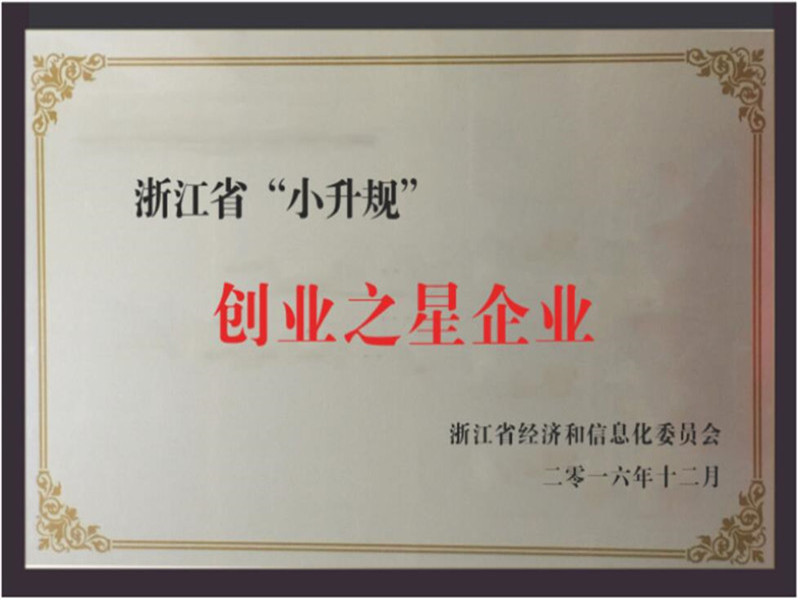 浙江省“小升规”
创业之星企业
浙江省经济和信息化委员会
二零一六年十二月